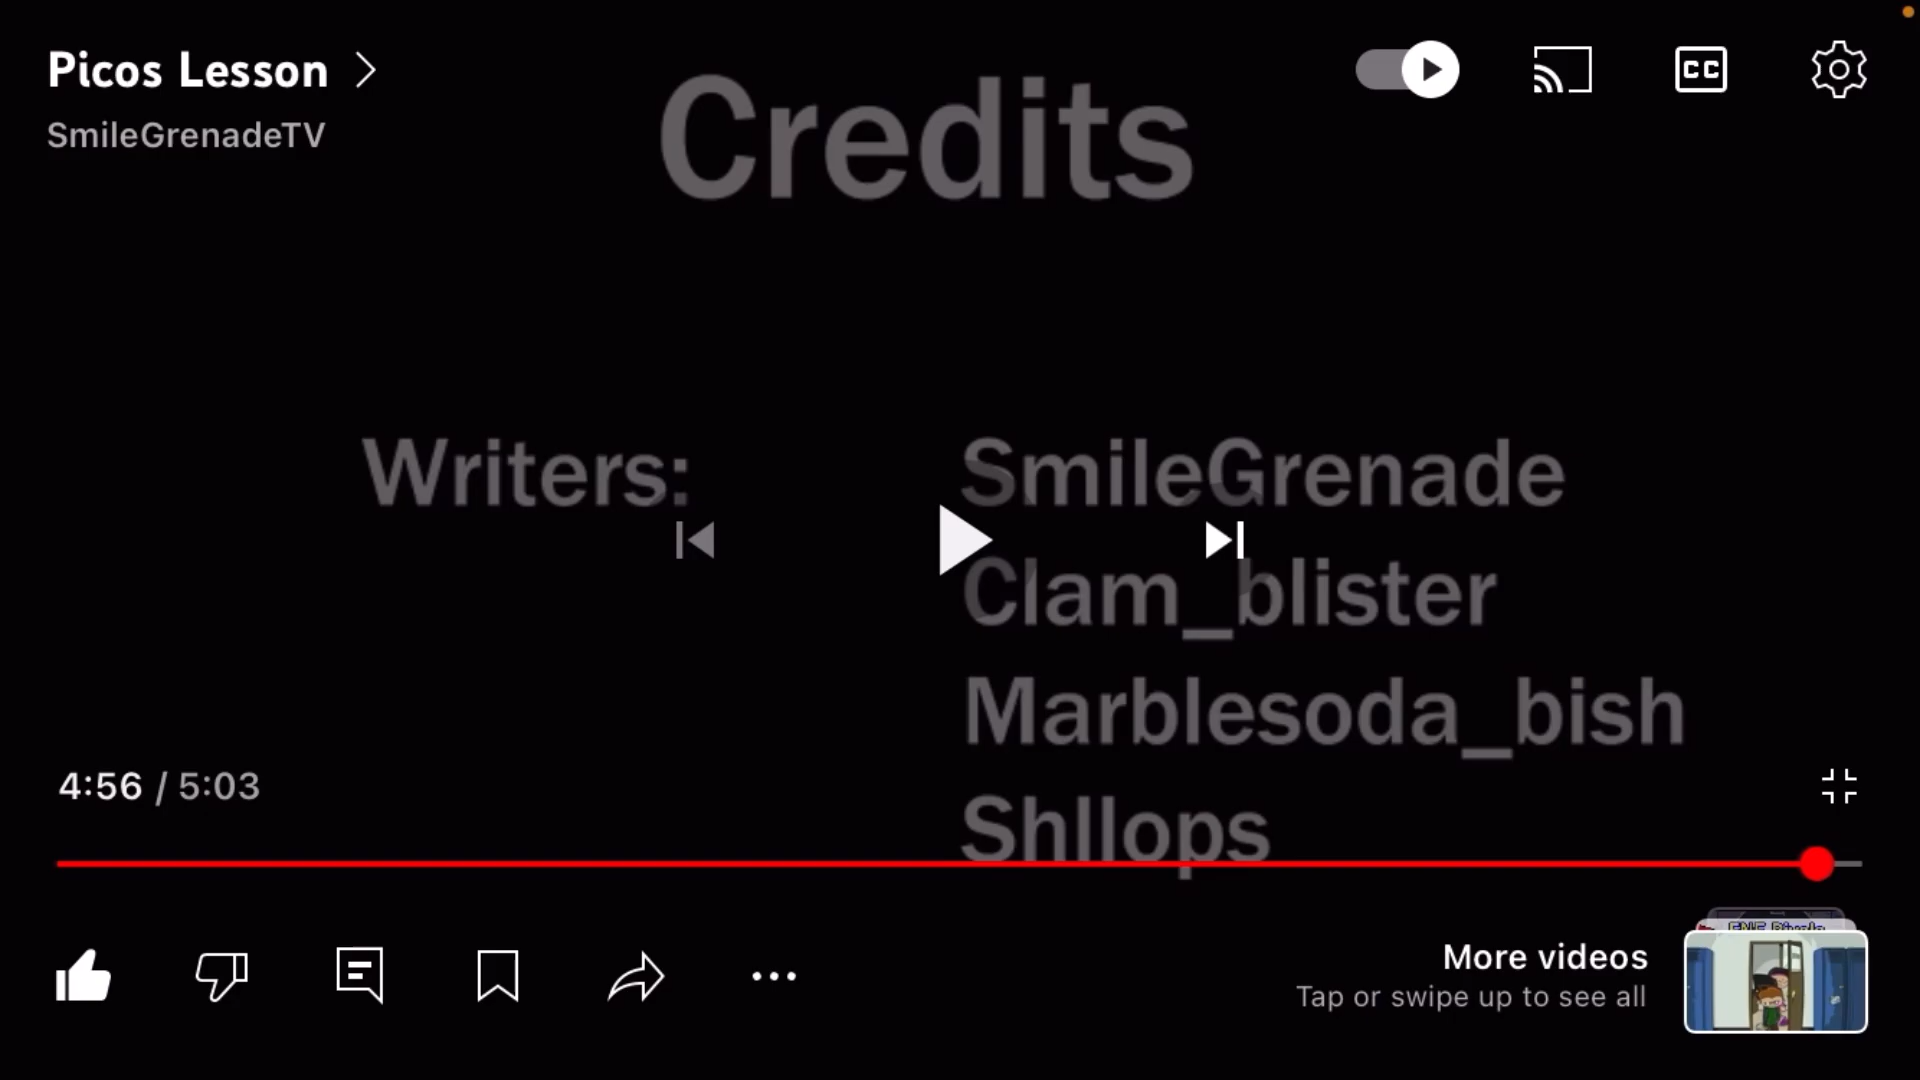 Picos Lesson
SmileGrenadeTV
CC
Credits
Writers: SmileGrenade
Clam_blister
Marblesoda_bish
Shllops
4:56 / 5:03
More videos
Tap or swipe up to see all